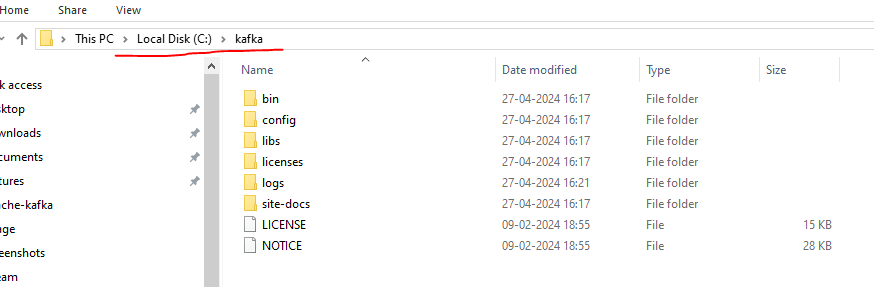 Home Share View
This PC > Local Disk (C:) > kafka
Name Date modified Type Size
k access
sktop
wnloads
cuments
tures
che-kafka
ge
eenshots
eam
bin 27-04-2024 16:17 File folder
config 27-04-2024 16:17 File folder
libs 27-04-2024 16:17 File folder
licenses 27-04-2024 16:17 File folder
logs 27-04-2024 16:21 File folder
site-docs 27-04-2024 16:17 File folder
LICENSE 09-02-2024 18:55 File 15 KB
NOTICE 09-02-2024 18:55 File 28 KB